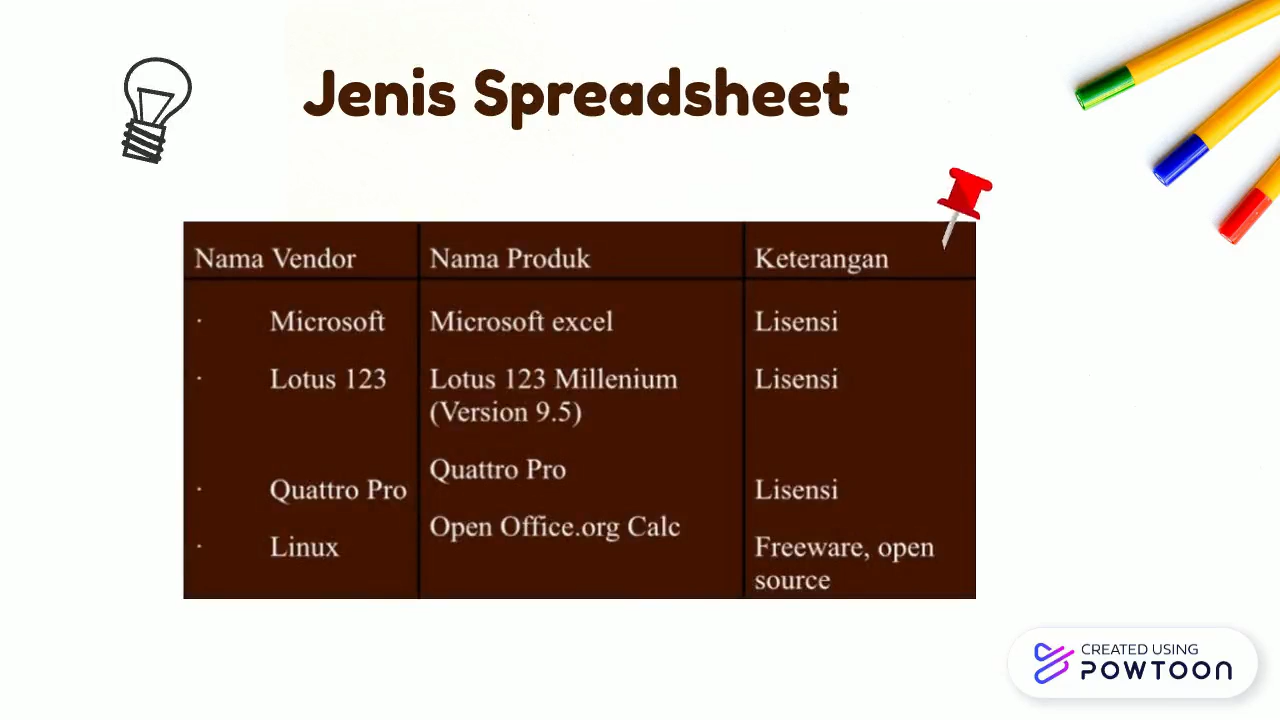 Jenis Spreadsheet
Nama Vendor Nama Produk Keterangan
· Microsoft Microsoft excel Lisensi
· Lotus 123 Lotus 123 Millenium Lisensi
(Version 9.5)
Quattro Pro
· Quattro Pro Lisensi
Open Office.org Calc
· Linux Freeware, open
source
CREATED USING
POWTOON